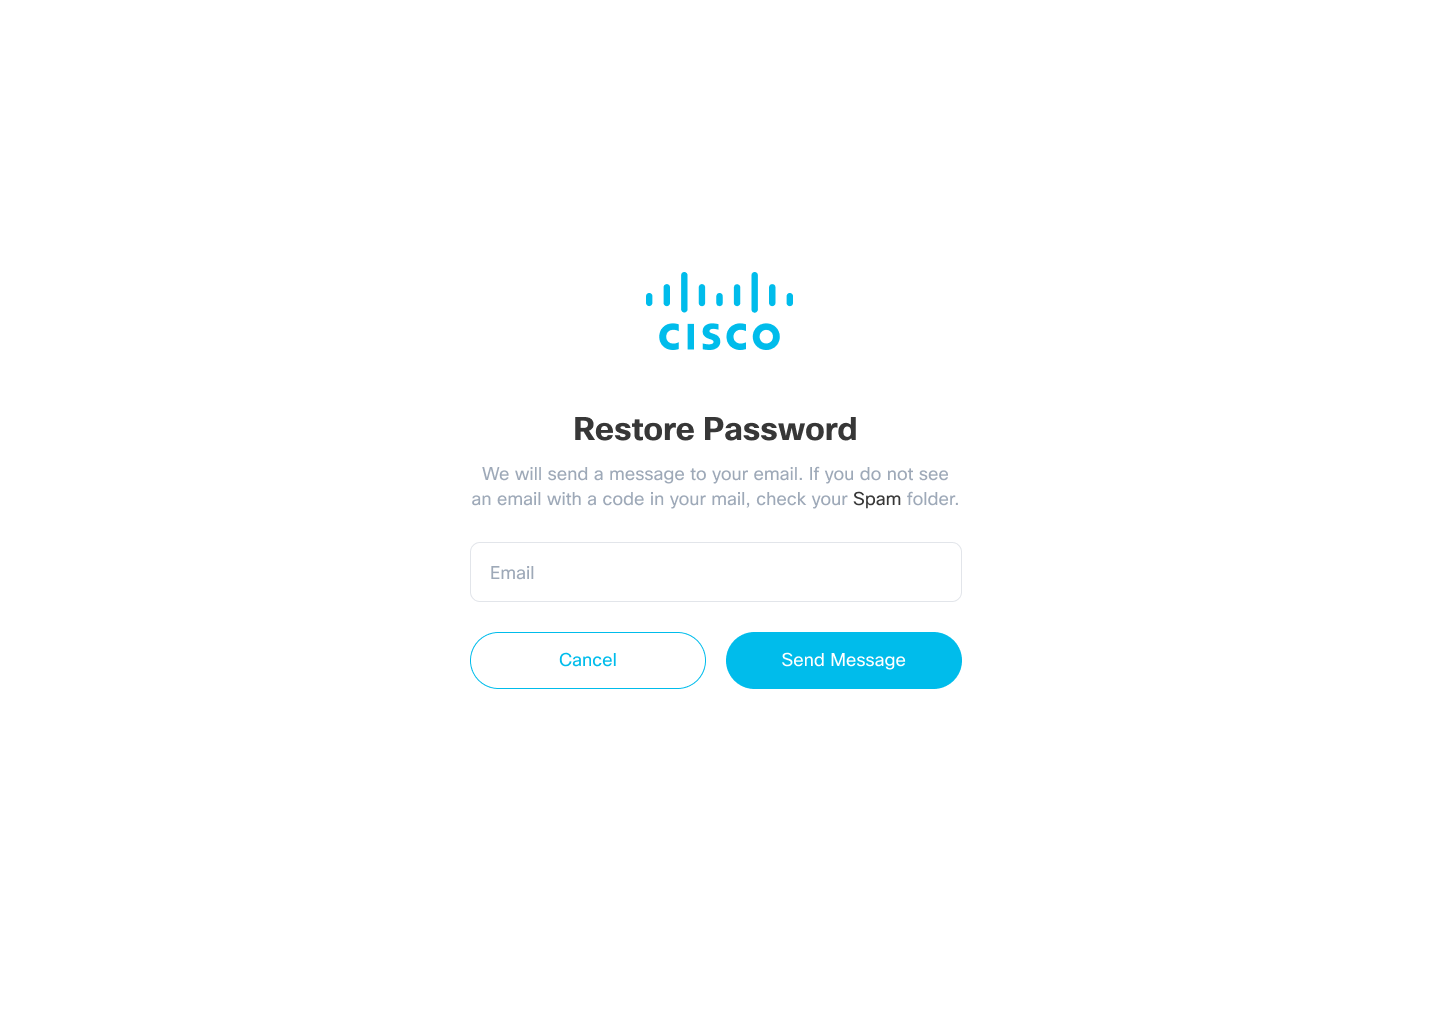 CISCO
Restore Password
We will send a message to your email. If you do not see
an email with a code in your mail, check your Spam folder.
Email
Cancel
Send Message